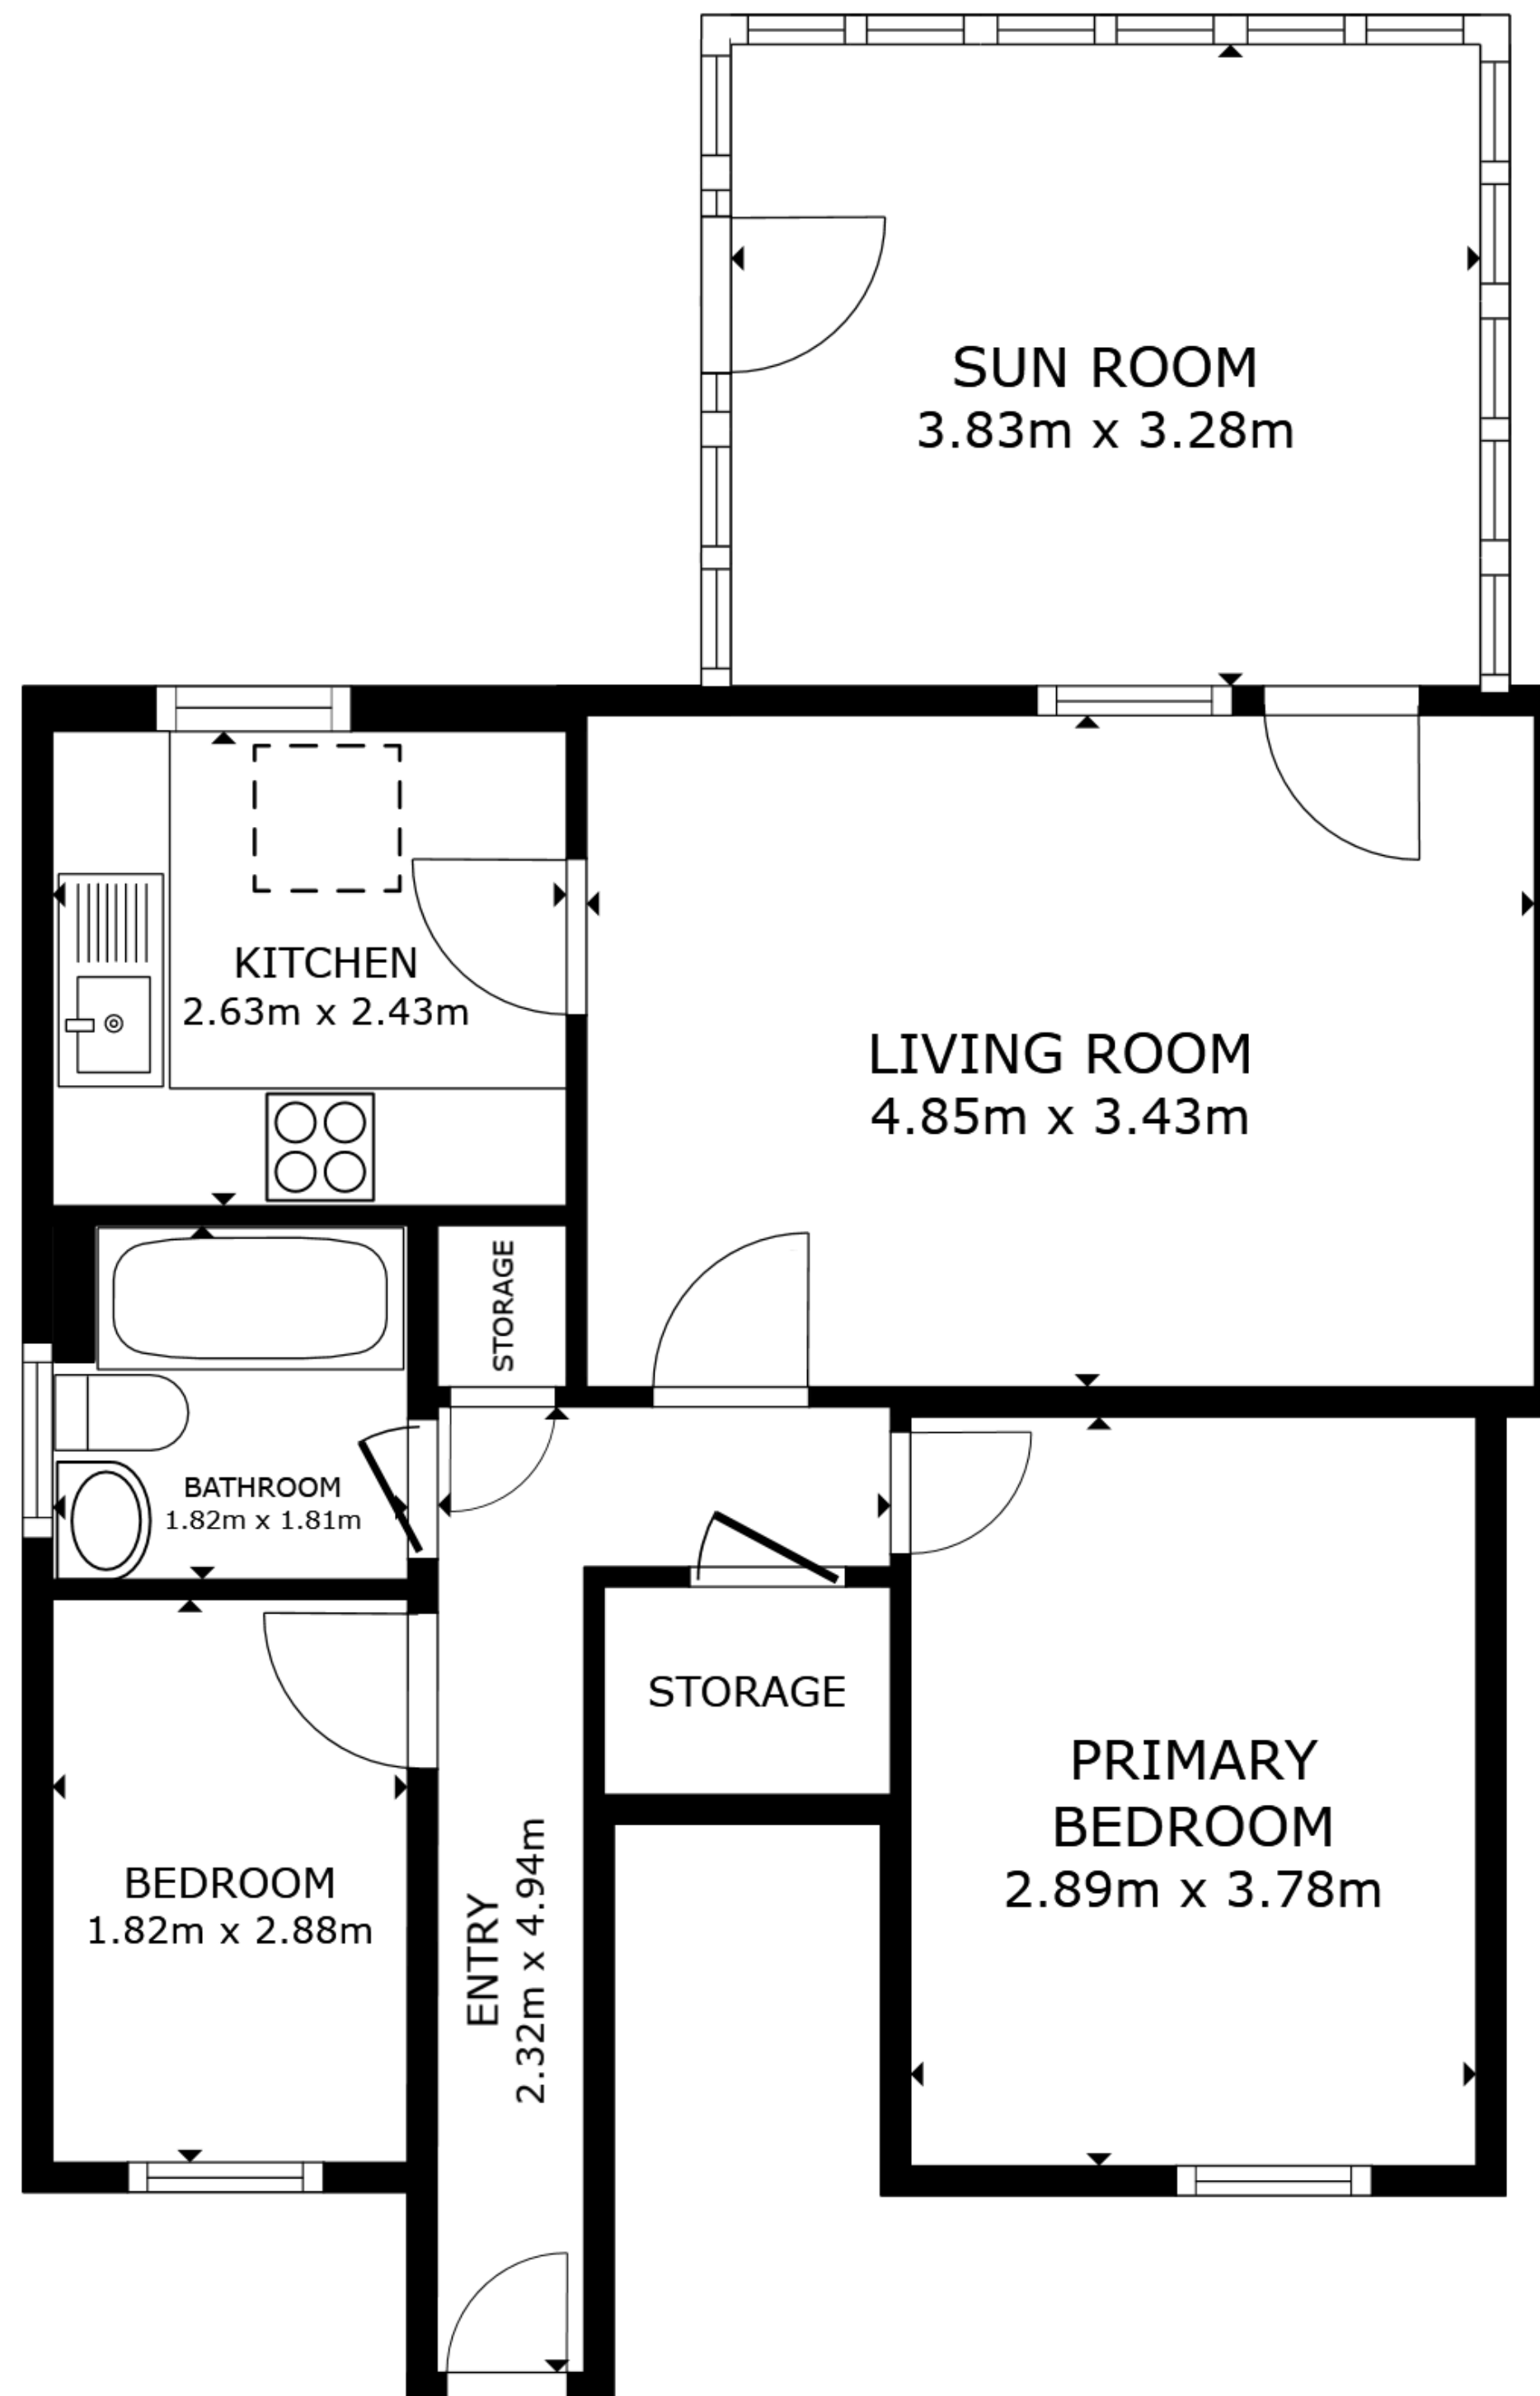 SUN ROOM
3.83m x 3.28m
KITCHEN
2.63m x 2.43m
LIVING ROOM
4.85m x 3.43m
STORAGE
BATHROOM
1.82m x 1.81m
STORAGE
PRIMARY
BEDROOM
2.89m x 3.78m
BEDROOM
1.82m x 2.88m
ENTRY
2.32m x 4.94m